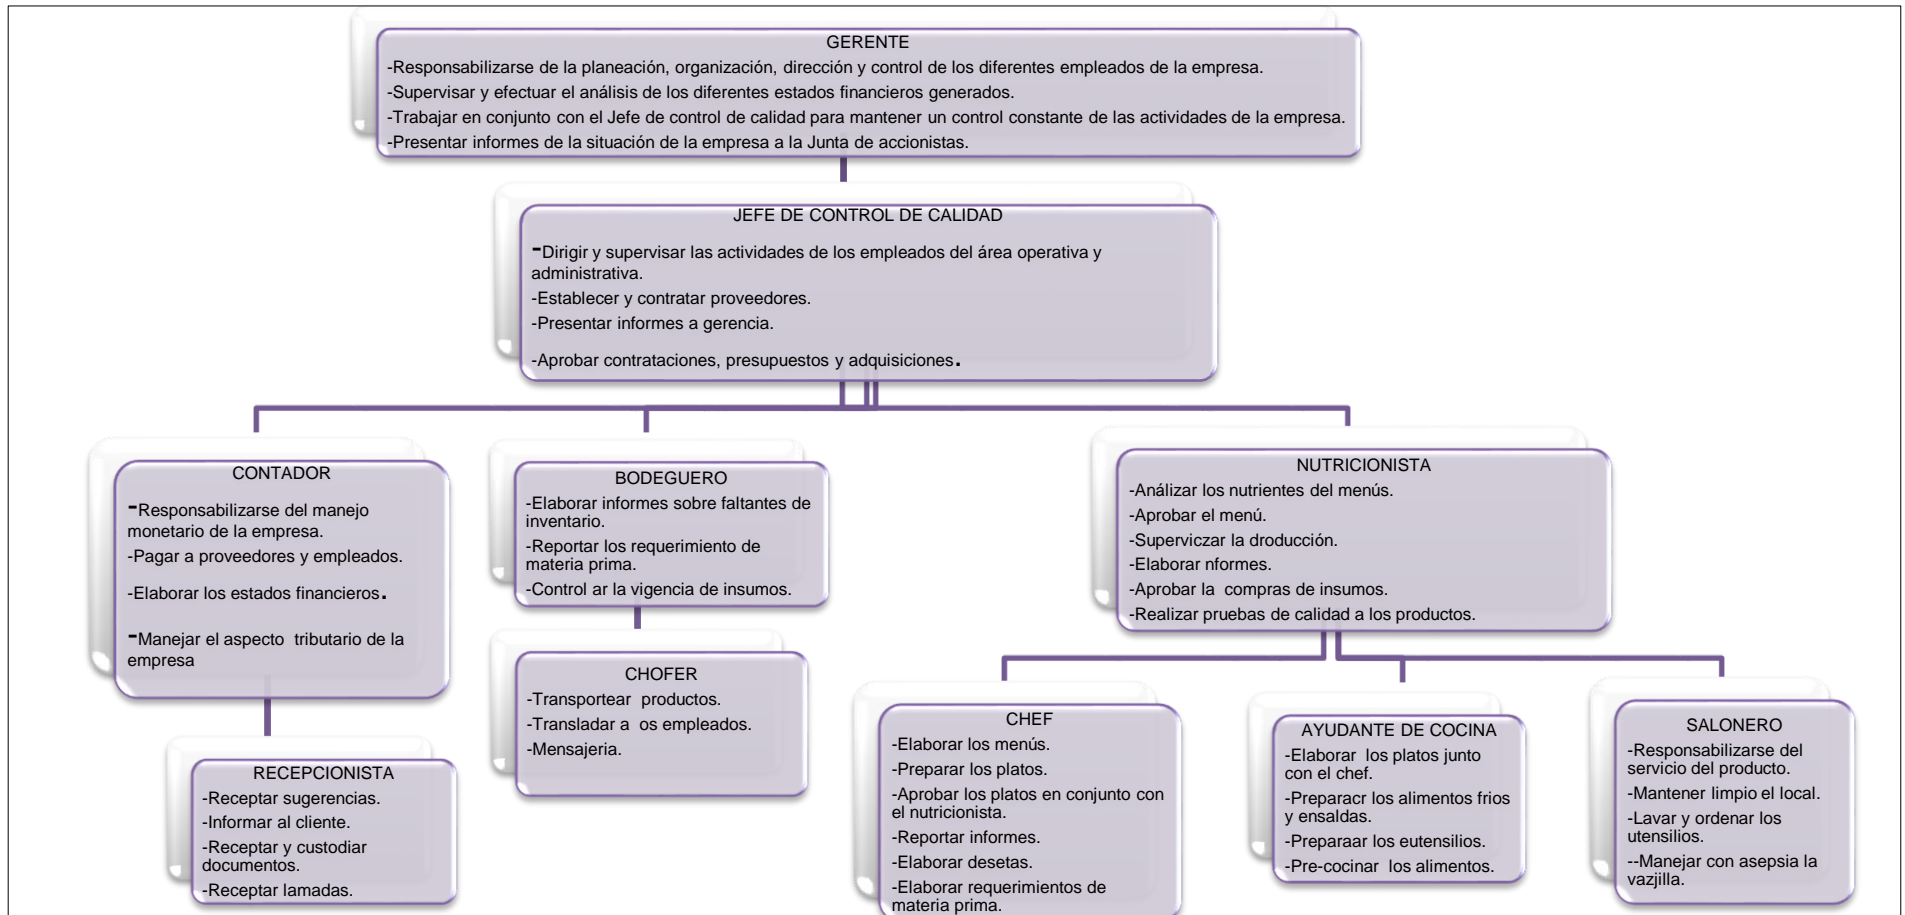 GERENTE
-Responsabilizarse de la planeación, organización, dirección y control de los diferentes empleados de la empresa.
-Supervisar y efectuar el análisis de los diferentes estados financieros generados.
-Trabajar en conjunto con el Jefe de control de calidad para mantener un control constante de las actividades de la empresa.
-Presentar informes de la situación de la empresa a la Junta de accionistas.
JEFE DE CONTROL DE CALIDAD
-Dirigir y supervisar las actividades de los empleados del área operativa y
administrativa.
-Establecer y contratar proveedores.
-Presentar informes a gerencia.
-Aprobar contrataciones, presupuestos y adquisiciones.
CONTADOR
-Responsabilizarse del manejo
monetario de la empresa.
-Pagar a proveedores y empleados.
-Elaborar los estados financieros.
-Manejar el aspecto  tributario de la
empresa
BODEGUERO
-Elaborar informes sobre faltantes de
inventario.
-Reportar los requerimiento de
materia prima.
-Control ar la vigencia de insumos.
NUTRICIONISTA
-Análizar los nutrientes del menús.
-Aprobar el menú.
-Superviczar la droducción.
-Elaborar nformes.
-Aprobar la  compras de insumos.
-Realizar pruebas de calidad a los productos.
RECEPCIONISTA
-Receptar sugerencias.
-Informar al cliente.
-Receptar y custodiar
documentos.
-Receptar lamadas.
CHOFER
-Transportear  productos.
-Transladar a  os empleados.
-Mensajeria.
CHEF
-Elaborar los menús.
-Preparar los platos.
-Aprobar los platos en conjunto con
el nutricionista.
-Reportar informes.
-Elaborar desetas.
-Elaborar requerimientos de
materia prima.
AYUDANTE DE COCINA
-Elaborar  los platos junto
con el chef.
-Preparacr los alimentos frios
y ensaldas.
-Preparaar los eutensilios.
-Pre-cocinar  los alimentos.
SALONERO
-Responsabilizarse del
servicio del producto.
-Mantener limpio el local.
-Lavar y ordenar los
utensilios.
--Manejar con asepsia la
vazjilla.